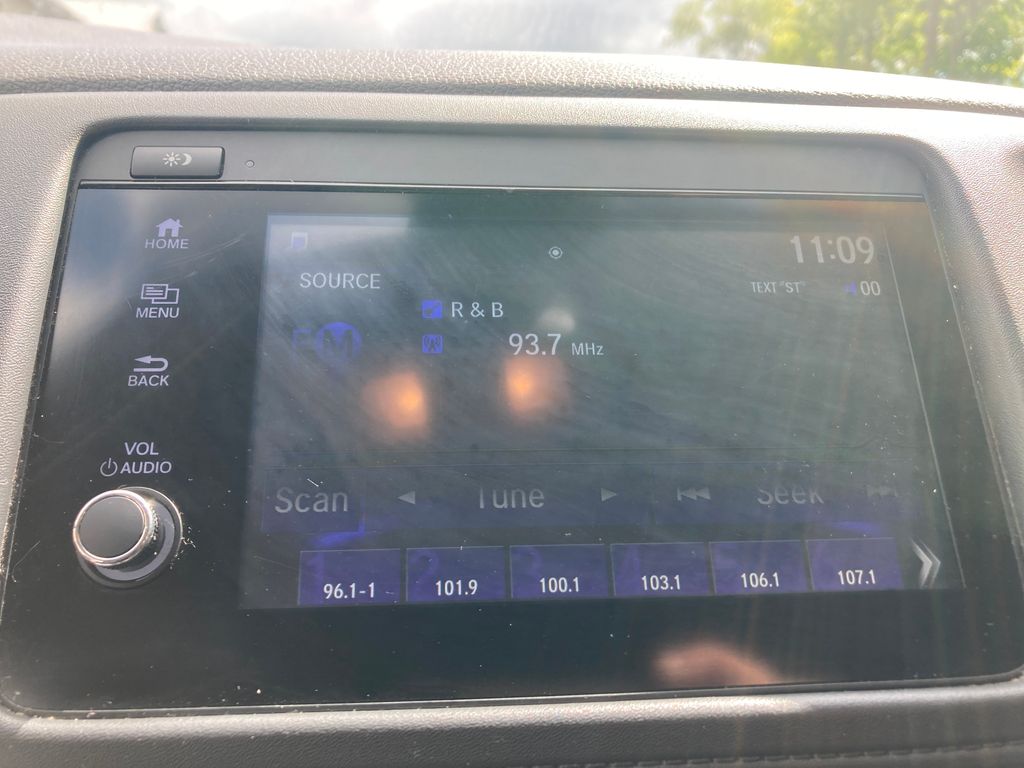 HOME
MENU
BACK
VOL
AUDIO
11:09
SOURCE
TEXT "ST" 00
R & B
FM
93.7 MHz
Scan Tune Seek
96.1-1 101.9 100.1 103.1 106.1 107.1